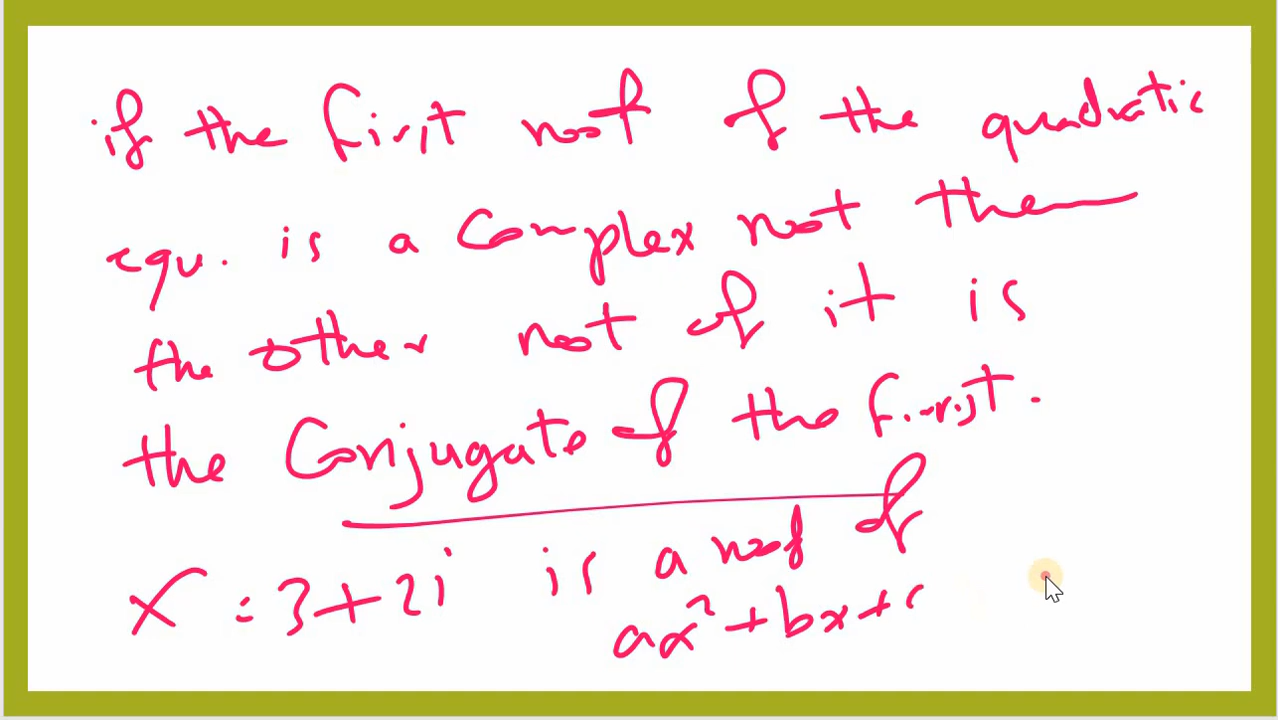 if the first root of the quadratic
equ. is a complex root then
the other root of it is
the Conjugate of the first.
x = 3+2i is a root of
ax²+bx+c